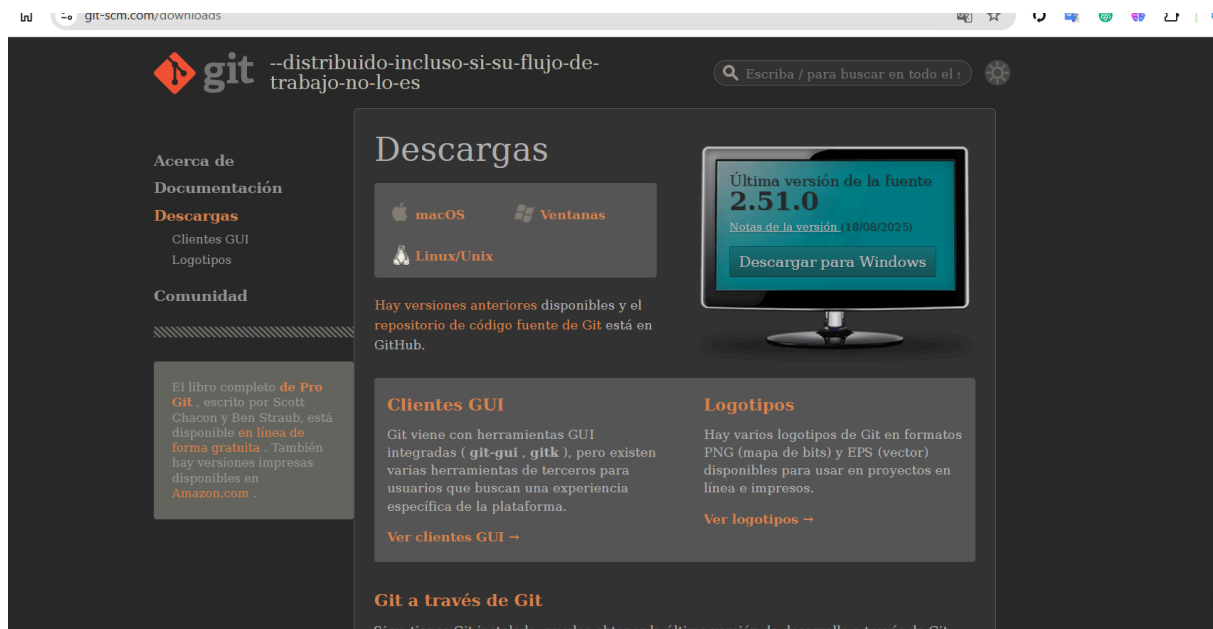 git-scm.com/downloads
git --distribuido-incluso-si-su-flujo-de-
trabajo-no-lo-es
Escriba / para buscar en todo el
Acerca de
Documentación
Descargas
Clientes GUI
Logotipos
Comunidad
El libro completo de Pro
Git , escrito por Scott
Chacon y Ben Straub, está
disponible en línea de
forma gratuita . También
hay versiones impresas
disponibles en
Amazon.com .
Descargas
macOS
Ventanas
Linux/Unix
Hay versiones anteriores disponibles y el
repositorio de código fuente de Git está en
GitHub.
Última versión de la fuente
2.51.0
Notas de la versión (18/08/2025)
Descargar para Windows
Clientes GUI
Git viene con herramientas GUI
integradas ( git-gui , gitk ), pero existen
varias herramientas de terceros para
usuarios que buscan una experiencia
específica de la plataforma.
Ver clientes GUI →
Logotipos
Hay varios logotipos de Git en formatos
PNG (mapa de bits) y EPS (vector)
disponibles para usar en proyectos en
línea e impresos.
Ver logotipos →
Git a través de Git